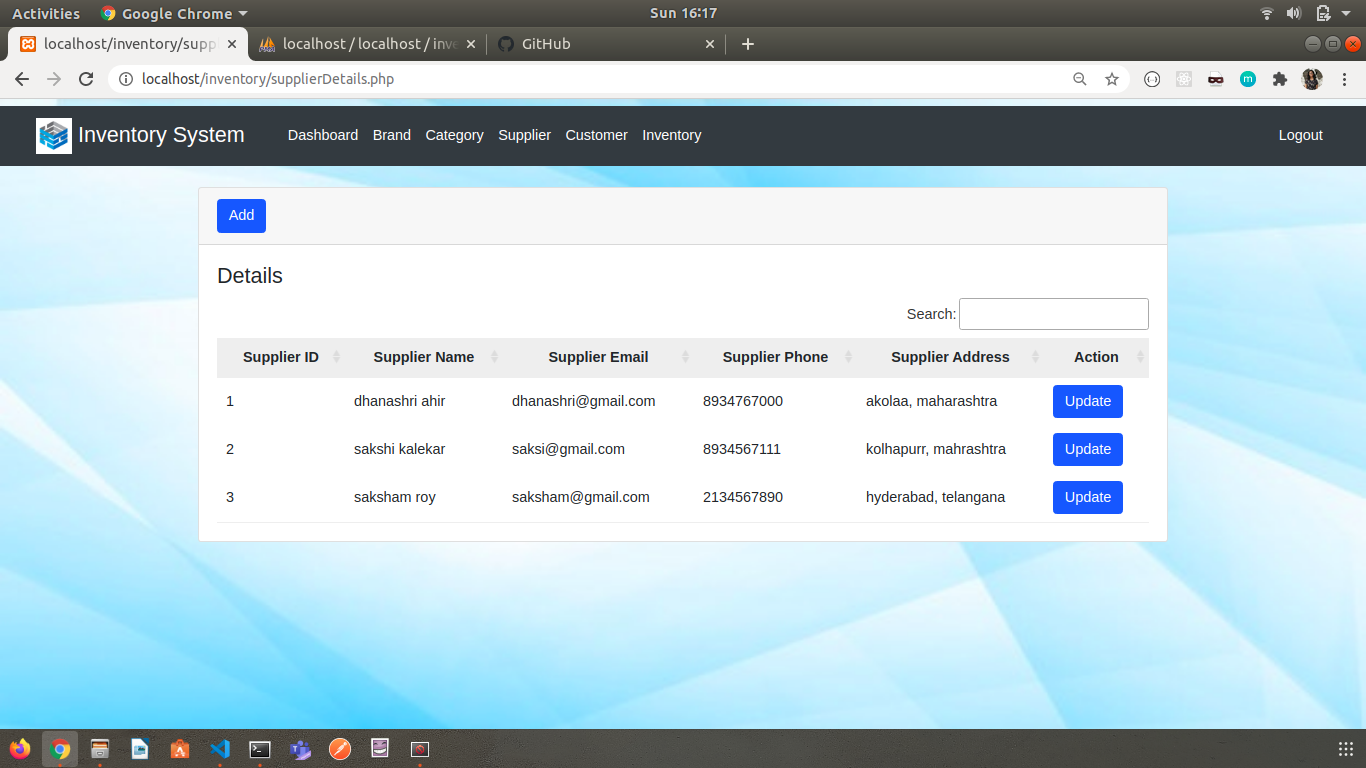 Activities Google Chrome Sun 16:17
localhost/inventory/supp localhost / localhost / inve GitHub
localhost/inventory/supplierDetails.php
Inventory System Dashboard Brand Category Supplier Customer Inventory Logout
Add
Details
Search:
Supplier ID Supplier Name Supplier Email Supplier Phone Supplier Address Action
1 dhanashri ahir dhanashri@gmail.com 8934767000 akolaa, maharashtra Update
2 sakshi kalekar saksi@gmail.com 8934567111 kolhapurr, mahrashtra Update
3 saksham roy saksham@gmail.com 2134567890 hyderabad, telangana Update